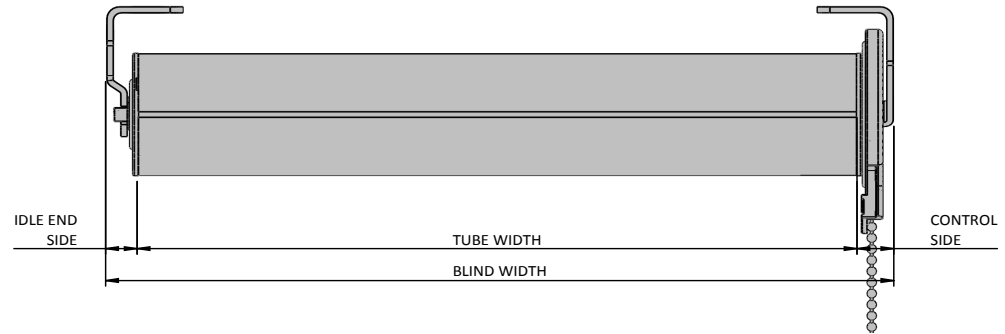 IDLE END
SIDE
TUBE WIDTH
CONTROL
SIDE
BLIND WIDTH